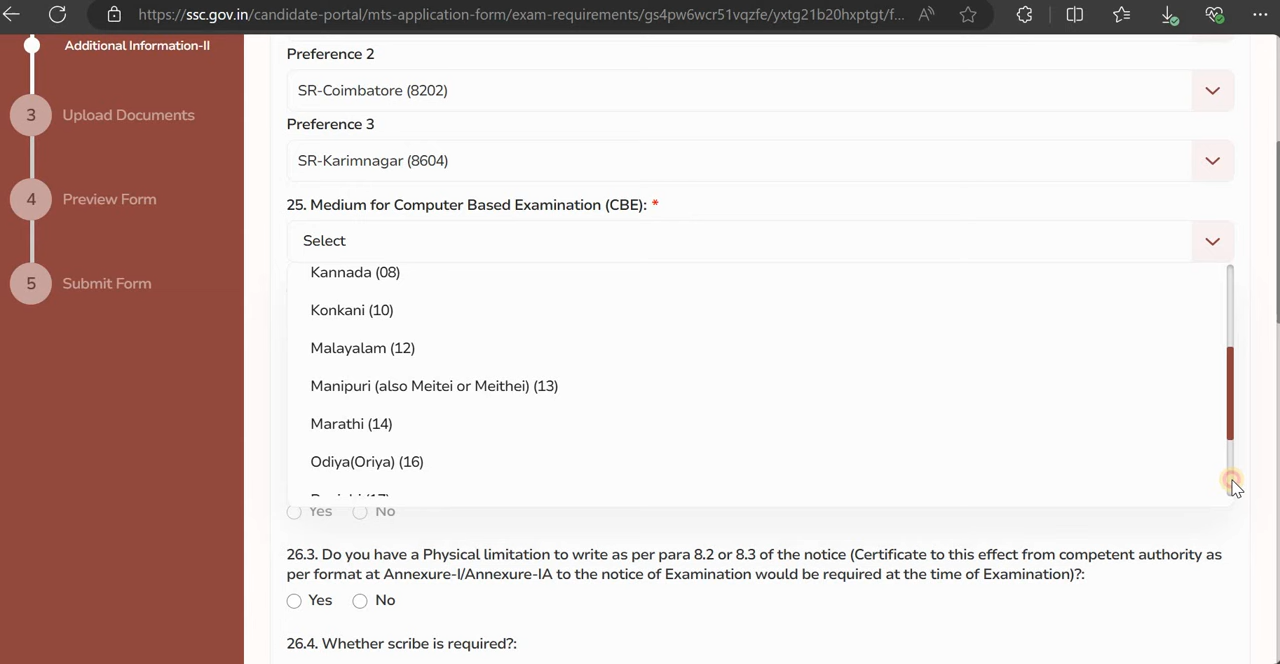 https://ssc.gov.in/candidate-portal/mts-application-form/exam-requirements/gs4pw6wcr51vqzfe/yxtg21b20hxptgt/f...
Additional Information-II
3 Upload Documents
4 Preview Form
5 Submit Form
Preference 2
SR-Coimbatore (8202)
Preference 3
SR-Karimnagar (8604)
25. Medium for Computer Based Examination (CBE): *
Select
Kannada (08)
Konkani (10)
Malayalam (12)
Manipuri (also Meitei or Meithei) (13)
Marathi (14)
Odiya(Oriya) (16)
Yes No
26.3. Do you have a Physical limitation to write as per para 8.2 or 8.3 of the notice (Certificate to this effect from competent authority as
per format at Annexure-I/Annexure-IA to the notice of Examination would be required at the time of Examination)?:
Yes No
26.4. Whether scribe is required?: